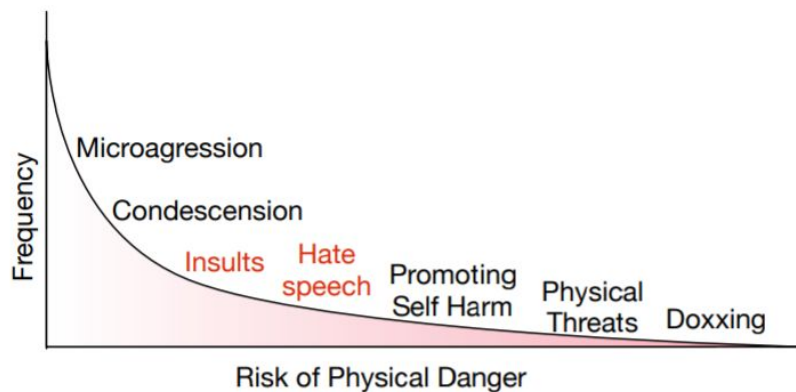 Frequency
Microagression
Condescension
Insults
Hate
speech
Promoting
Self Harm
Physical
Threats
Doxxing
Risk of Physical Danger